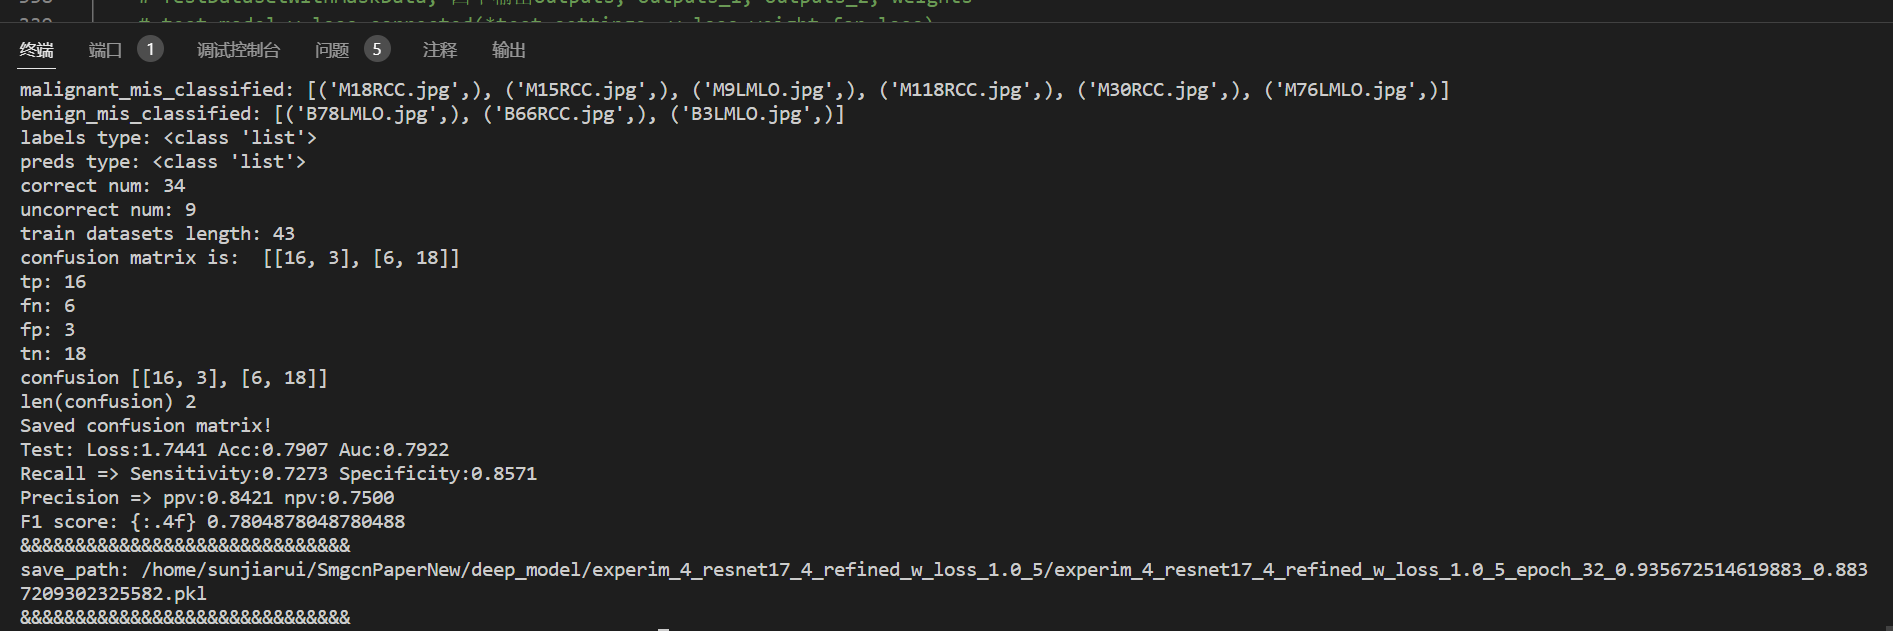 终端 端口 1 调试控制台 问题 5 注释 输出
malignant_mis_classified: [('M18RCC.jpg',), ('M15RCC.jpg',), ('M9LMLO.jpg',), ('M118RCC.jpg',), ('M30RCC.jpg',), ('M76LMLO.jpg',)]
benign_mis_classified: [('B78LMLO.jpg',), ('B66RCC.jpg',), ('B3LMLO.jpg',)]
labels type: <class 'list'>
preds type: <class 'list'>
correct num: 34
uncorrect num: 9
train datasets length: 43
confusion matrix is:  [[16, 3], [6, 18]]
tp: 16
fn: 6
fp: 3
tn: 18
confusion [[16, 3], [6, 18]]
len(confusion) 2
Saved confusion matrix!
Test: Loss:1.7441 Acc:0.7907 Auc:0.7922
Recall => Sensitivity:0.7273 Specificity:0.8571
Precision => ppv:0.8421 npv:0.7500
F1 score: {:.4f} 0.7804878048780488
&&&&&&&&&&&&&&&&&&&&&&&&&&&&&&
save_path: /home/sunjiarui/SmgcnPaperNew/deep_model/experim_4_resnet17_4_refined_w_loss_1.0_5/experim_4_resnet17_4_refined_w_loss_1.0_5_epoch_32_0.935672514619883_0.883
7209302325582.pkl
&&&&&&&&&&&&&&&&&&&&&&&&&&&&&&